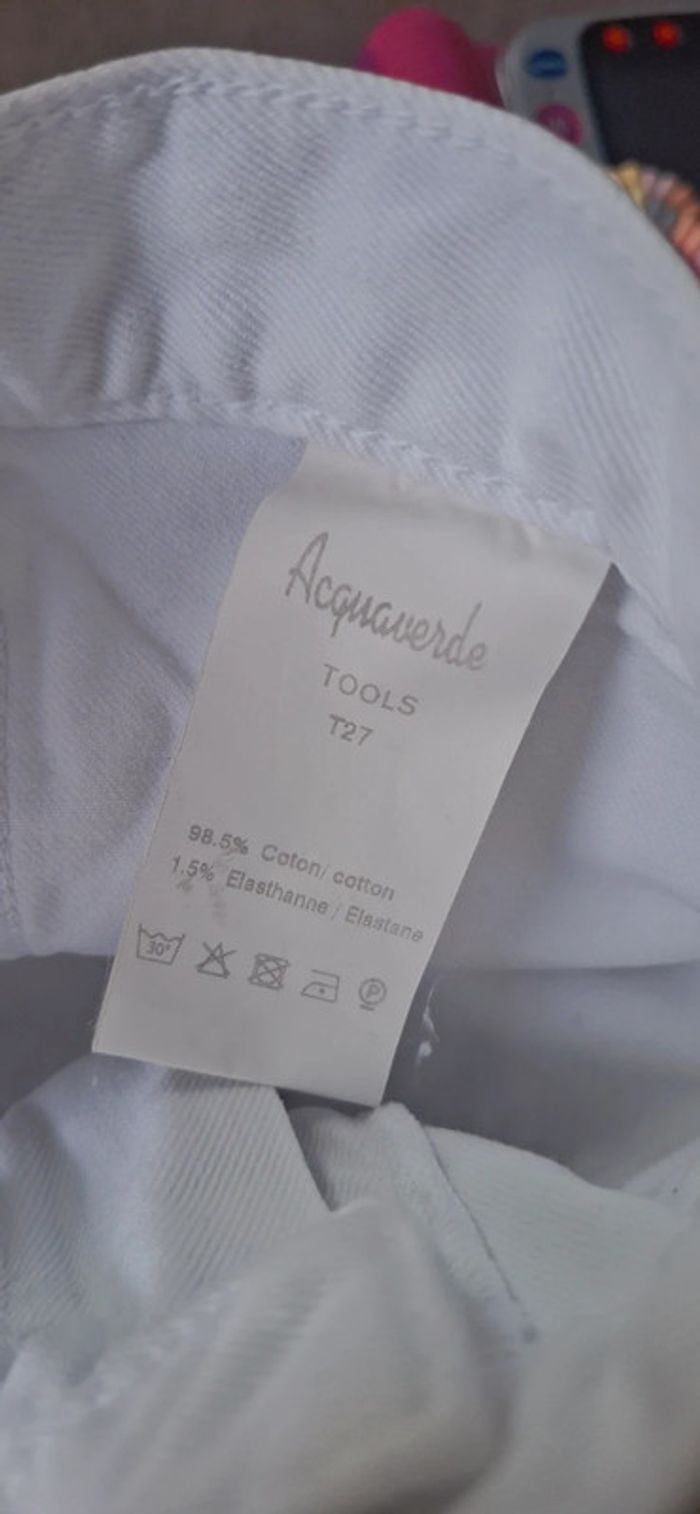 Acquaverde
TOOLS
T27
98.5% Coton/ cotton
1.5% Elasthanne / Elastane
30°
P